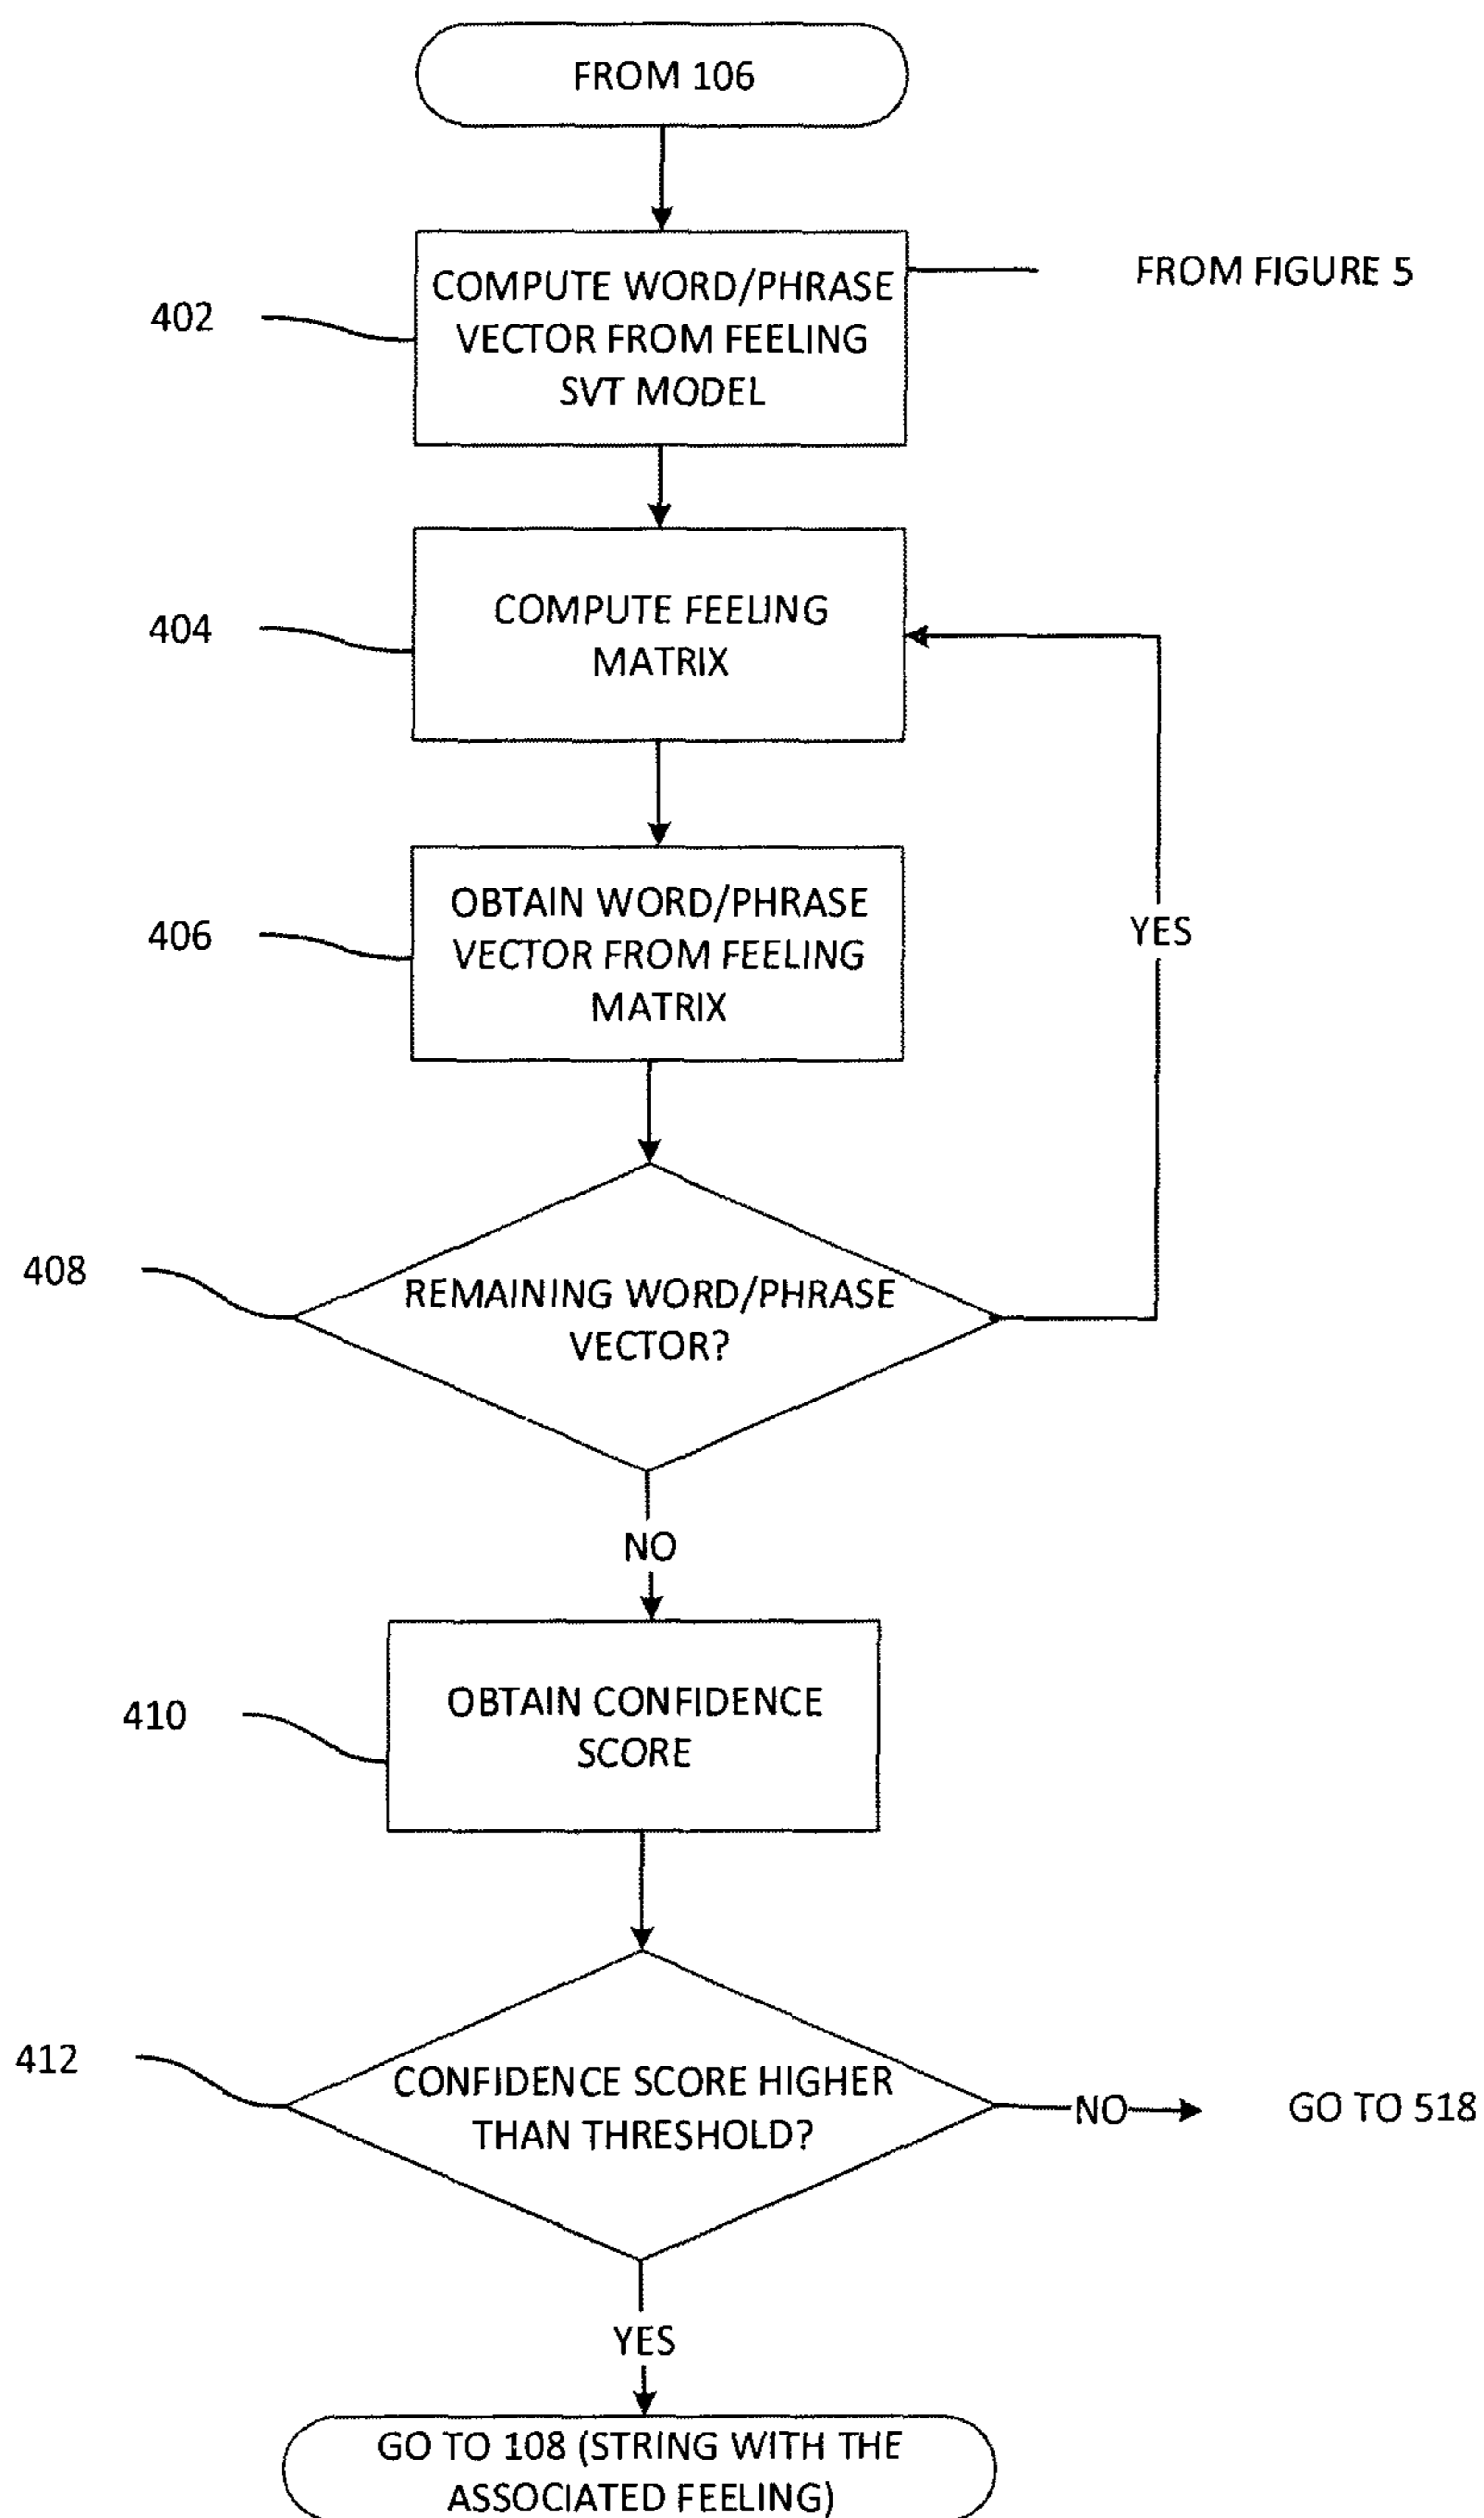 FROM 106
COMPUTE WORD/PHRASE
VECTOR FROM FEELING
SVT MODEL
FROM FIGURE 5
402
COMPUTE FEELING
MATRIX
404
OBTAIN WORD/PHRASE
VECTOR FROM FEELING
MATRIX
406
YES
408
REMAINING WORD/PHRASE
VECTOR?
NO
OBTAIN CONFIDENCE
SCORE
410
412
CONFIDENCE SCORE HIGHER
THAN THRESHOLD?
NO
GO TO 518
YES
GO TO 108 (STRING WITH THE
ASSOCIATED FEELING)